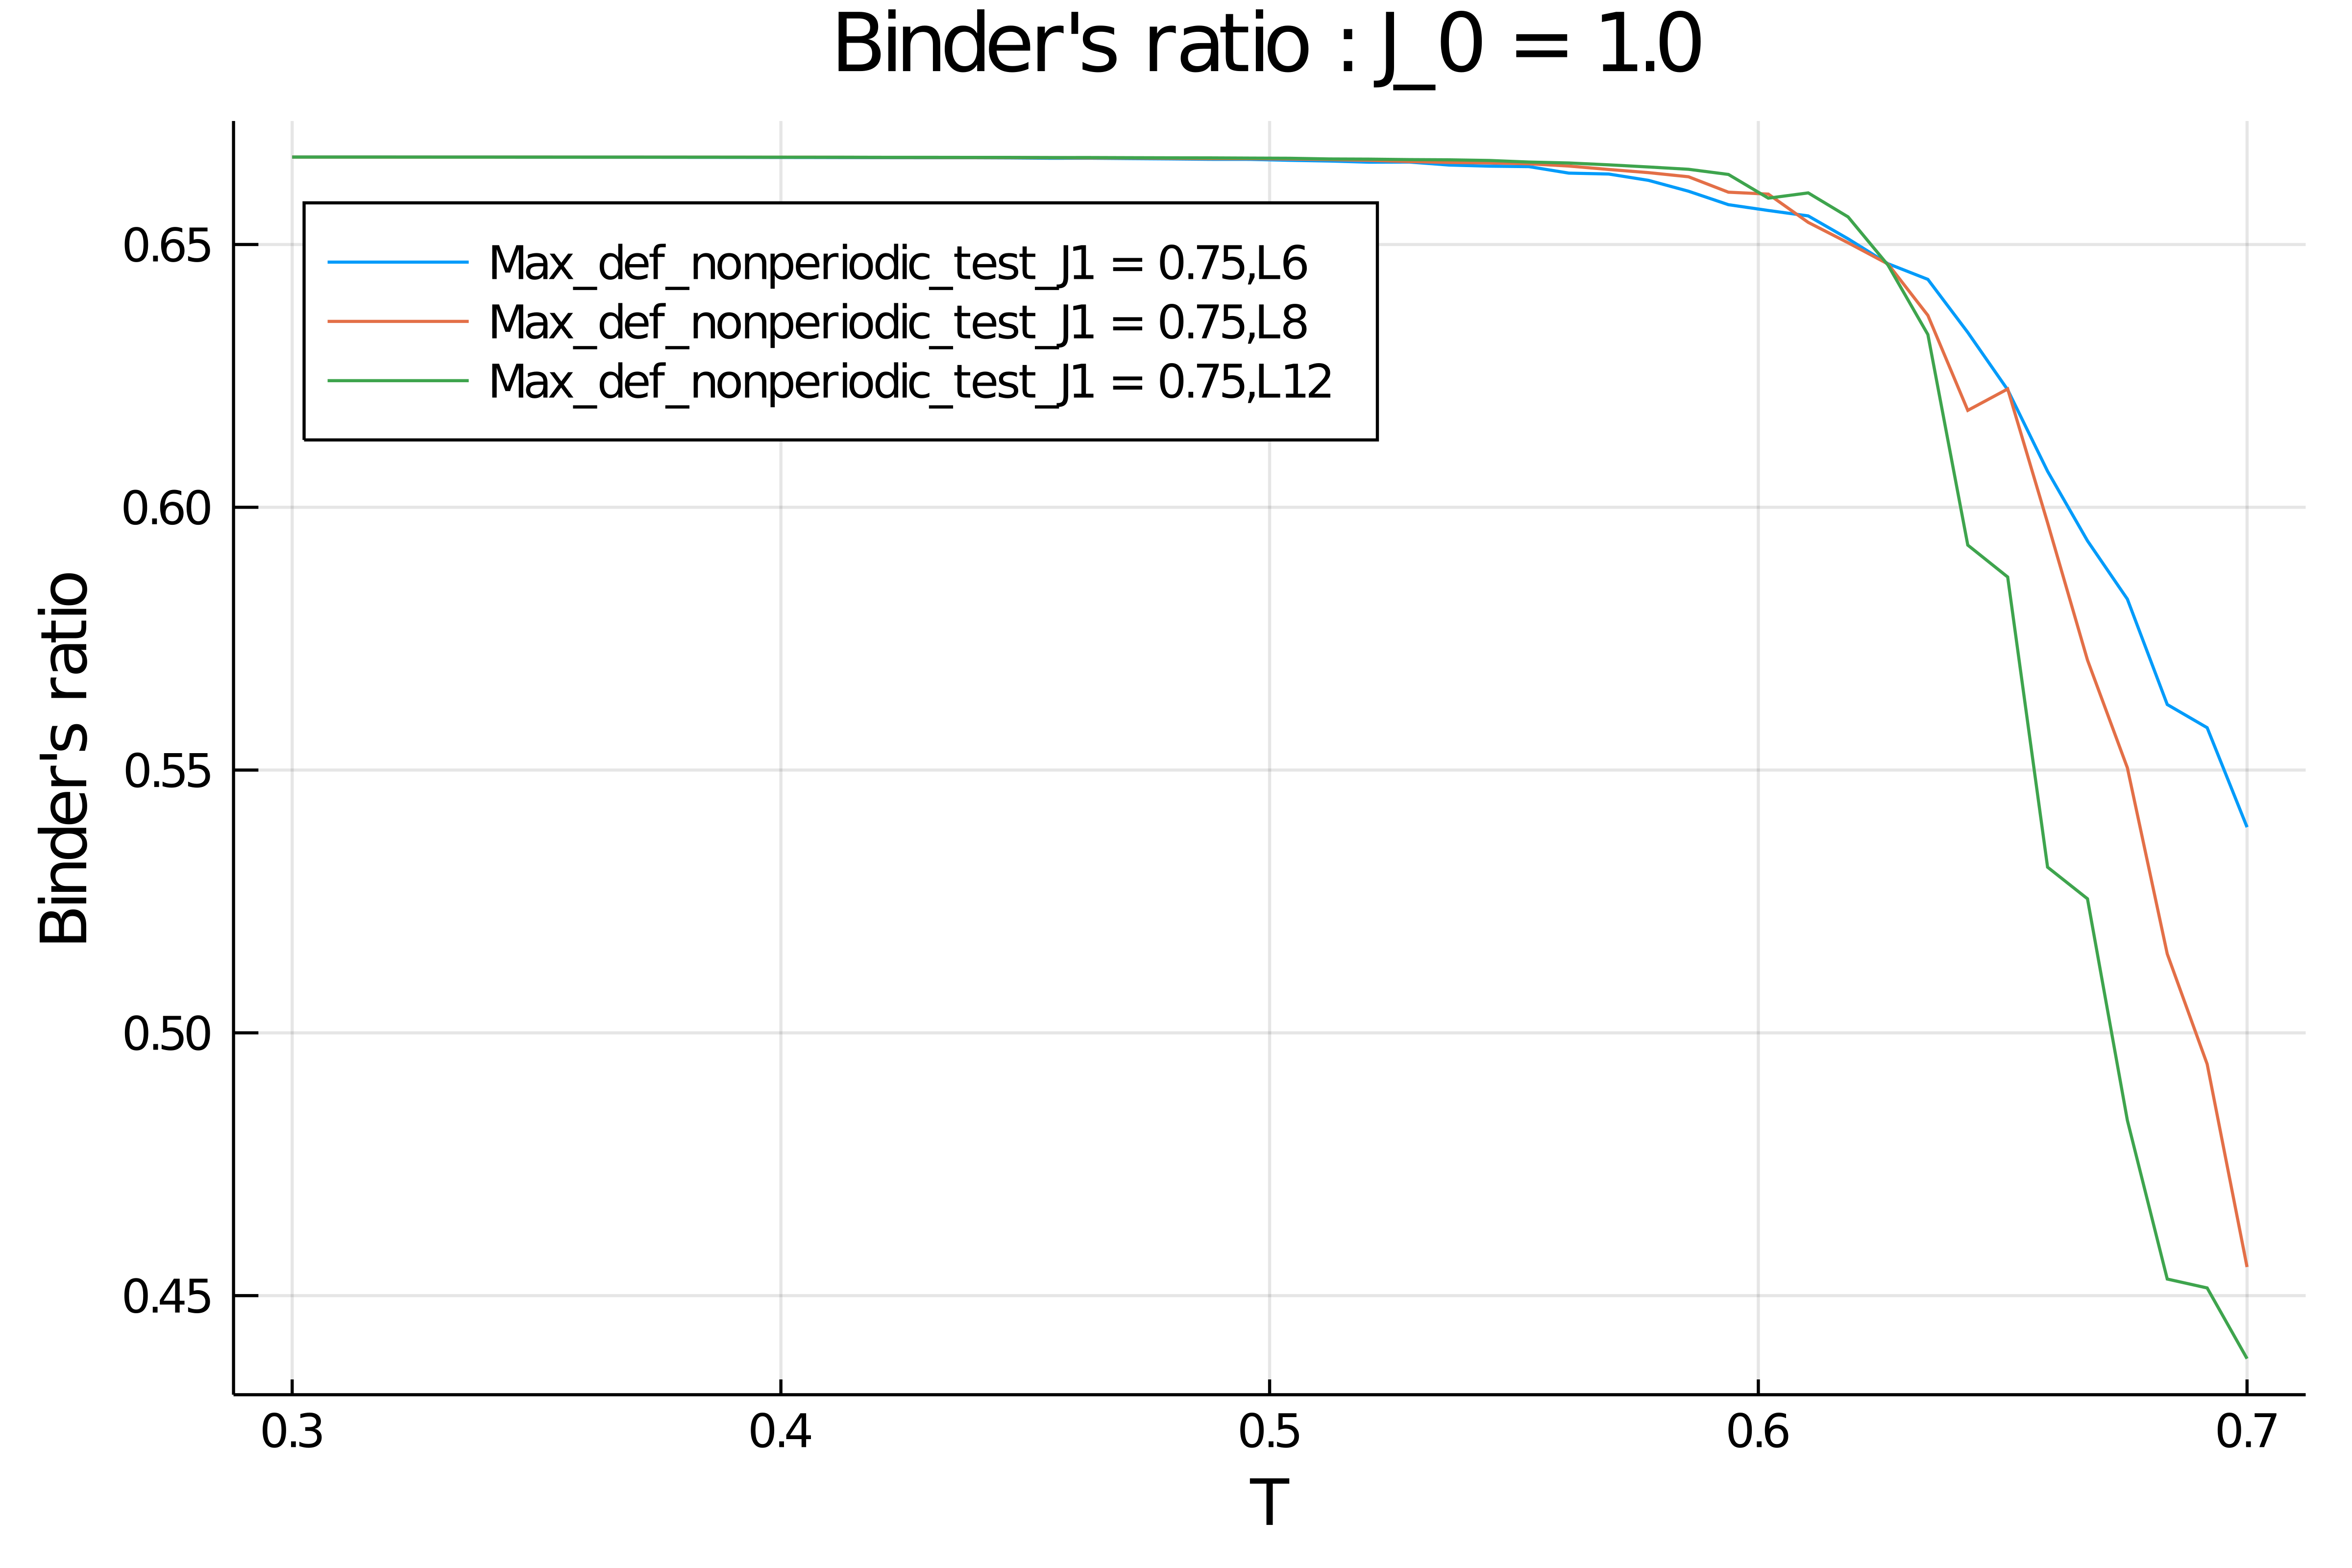 Binder's ratio : J_0 = 1.0
0.65
0.60
0.55
0.50
0.45
Binder's ratio
Max_def_nonperiodic_test_J1 = 0.75,L6
Max_def_nonperiodic_test_J1 = 0.75,L8
Max_def_nonperiodic_test_J1 = 0.75,L12
0.3 0.4 0.5 0.6 0.7
T